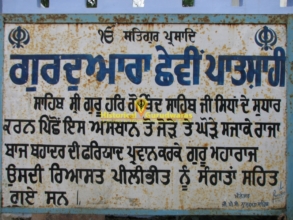 ੴ ਸਤਿਗੁਰ ਪ੍ਰਸਾਦਿ
ਗੁਰਦੁਆਰਾ ਛੇਵੀਂ ਪਾਤਸ਼ਾਹੀ
ਸਾਹਿਬ ਸ੍ਰੀ ਗੁਰੂ ਹਰਿ ਗੋਬਿੰਦ ਸਾਹਿਬ ਜੀ ਸਿਧਾਂ ਦੇ ਸੁਧਾਰ
ਕਰਨ ਪਿੱਛੋਂ ਇਸ ਅਸਥਾਨ ਤੇ ਜੋੜ ਤੇ ਘੋੜੇ ਸਜਾਕੇ ਰਾਜਾ
ਬਾਜ ਬਹਾਦਰ ਦੀ ਫਰਿਯਾਦ ਪ੍ਰਵਾਨਕਰਕੇ ਗੁਰੂ ਮਹਾਰਾਜ
ਉਸਦੀ ਰਿਆਸਤ ਪੀਲੀਭੀਤ ਨੂੰ ਸੰਗਤਾਂ ਸਹਿਤ
ਗਏ ਸਨ।